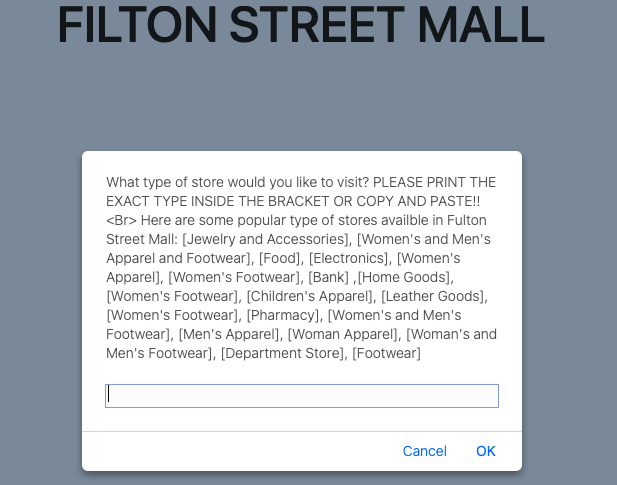 FILTON STREET MALL
What type of store would you like to visit? PLEASE PRINT THE
EXACT TYPE INSIDE THE BRACKET OR COPY AND PASTE!!
<Br> Here are some popular type of stores availble in Fulton
Street Mall: [Jewelry and Accessories], [Women's and Men's
Apparel and Footwear], [Food], [Electronics], [Women's
Apparel], [Women's Footwear], [Bank] ,[Home Goods],
[Women's Footwear], [Children's Apparel], [Leather Goods],
[Women's Footwear], [Pharmacy], [Women's and Men's
Footwear], [Men's Apparel], [Woman Apparel], [Woman's and
Men's Footwear], [Department Store], [Footwear]
Cancel OK